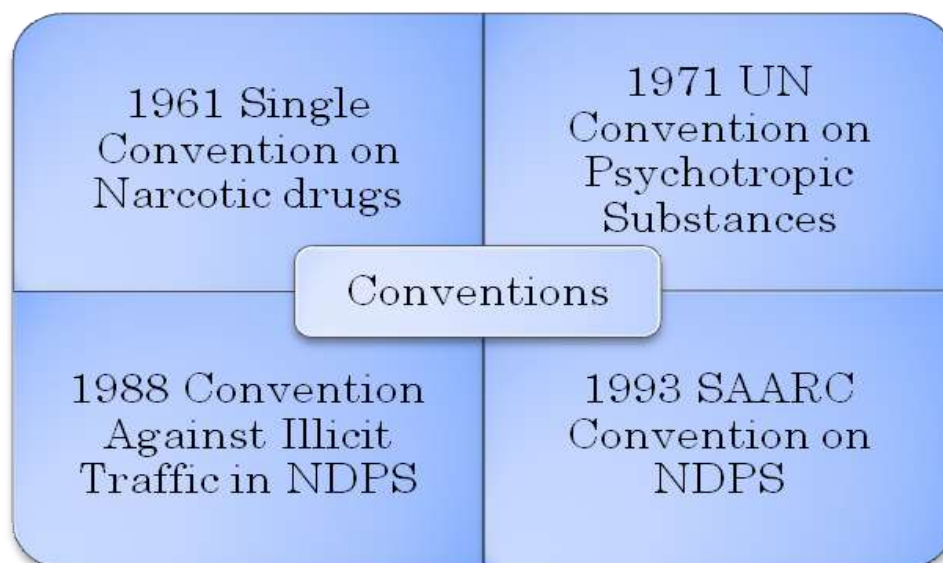 1961 Single
Convention on
Narcotic drugs
1971 UN
Convention on
Psychotropic
Substances
Conventions
1988 Convention
Against Illicit
Traffic in NDPS
1993 SAARC
Convention on
NDPS